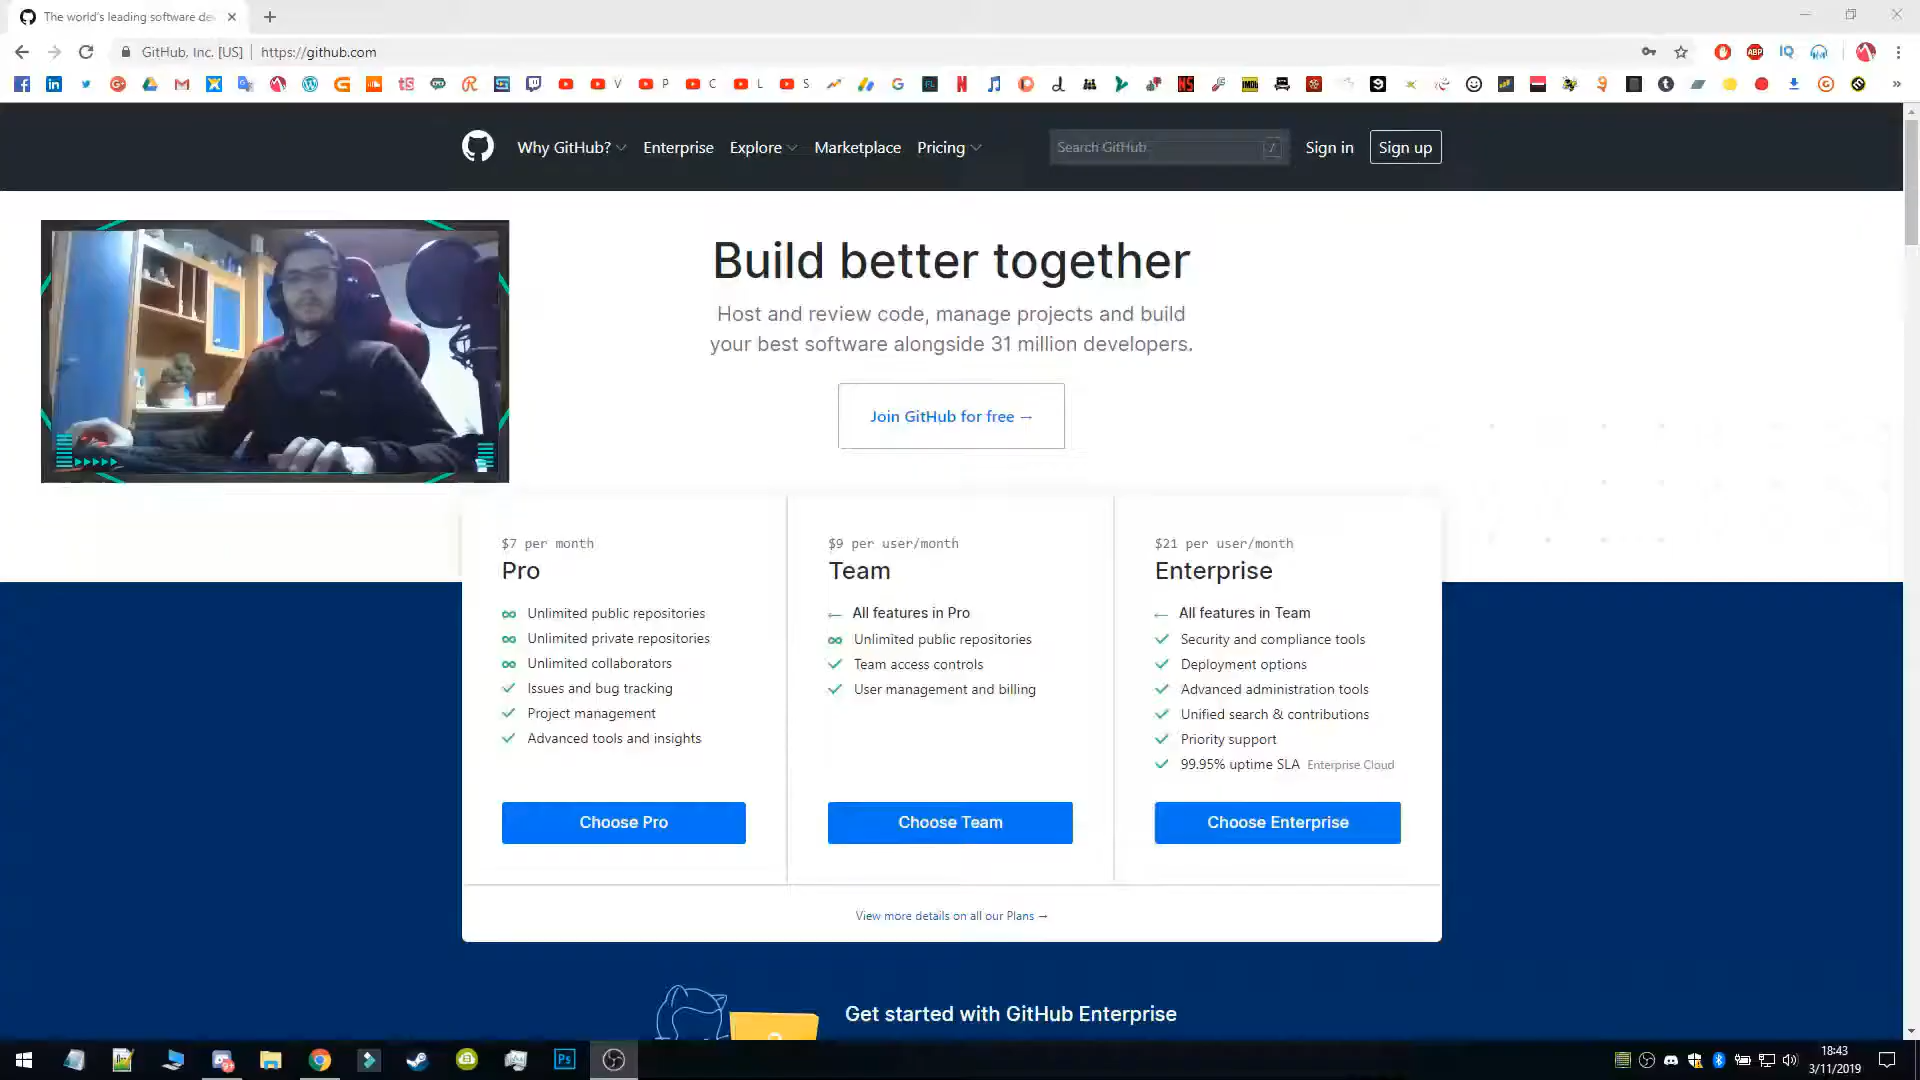 The world's leading software de
GitHub, Inc. [US]
https://github.com
V
P
C
L
S
Why GitHub?
Enterprise
Explore
Marketplace
Pricing
Search GitHub
/
Sign in
Sign up
Build better together
Host and review code, manage projects and build
your best software alongside 31 million developers.
Join GitHub for free →
$7 per month
Pro
Unlimited public repositories
Unlimited private repositories
Unlimited collaborators
Issues and bug tracking
Project management
Advanced tools and insights
Choose Pro
$9 per user/month
Team
← All features in Pro
Unlimited public repositories
Team access controls
User management and billing
Choose Team
$21 per user/month
Enterprise
← All features in Team
Security and compliance tools
Deployment options
Advanced administration tools
Unified search & contributions
Priority support
99.95% uptime SLA Enterprise Cloud
Choose Enterprise
View more details on all our Plans →
Get started with GitHub Enterprise
Ps
18:43
3/11/2019